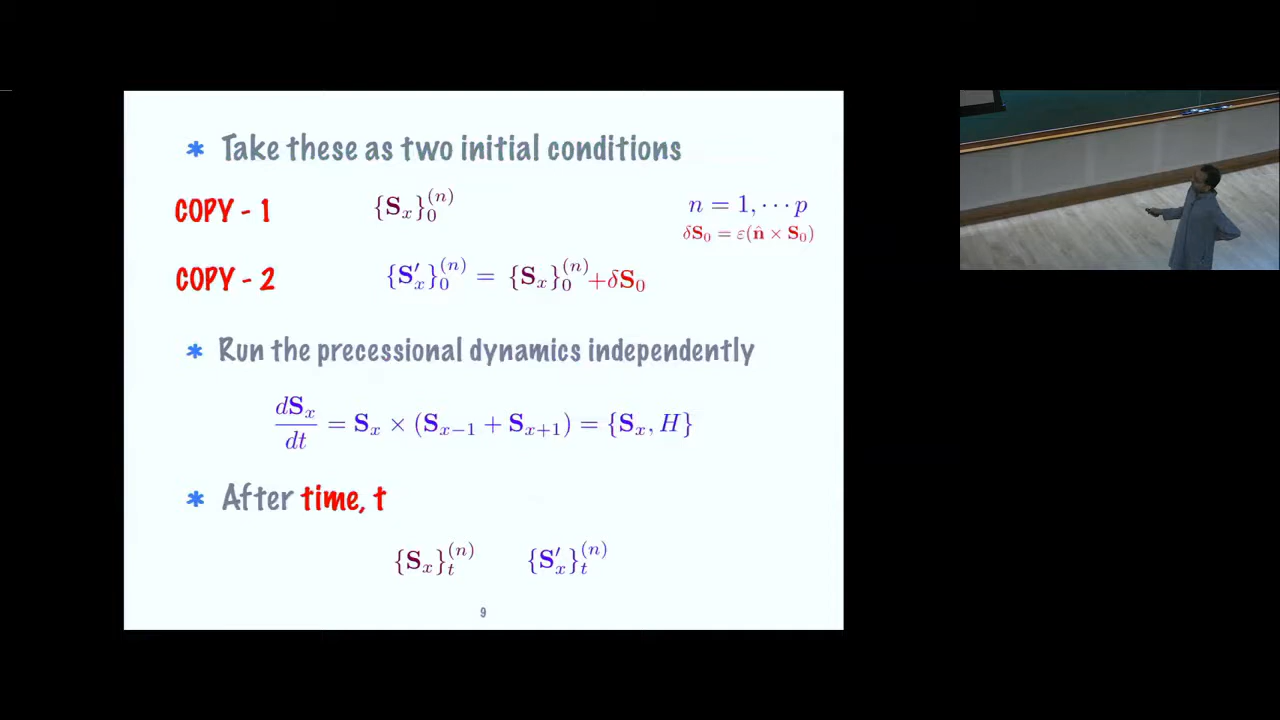 * Take these as two initial conditions
COPY - 1 {S_x}_0^{(n)} n = 1, ⋯ p
δS_0 = ε(n̂ × S_0)
COPY - 2 {S'_x}_0^{(n)} = {S_x}_0^{(n)} + δS_0
* Run the precessional dynamics independently
dS_x/dt = S_x × (S_{x−1} + S_{x+1}) = {S_x, H}
* After time, t
{S_x}_t^{(n)} {S'_x}_t^{(n)}
9